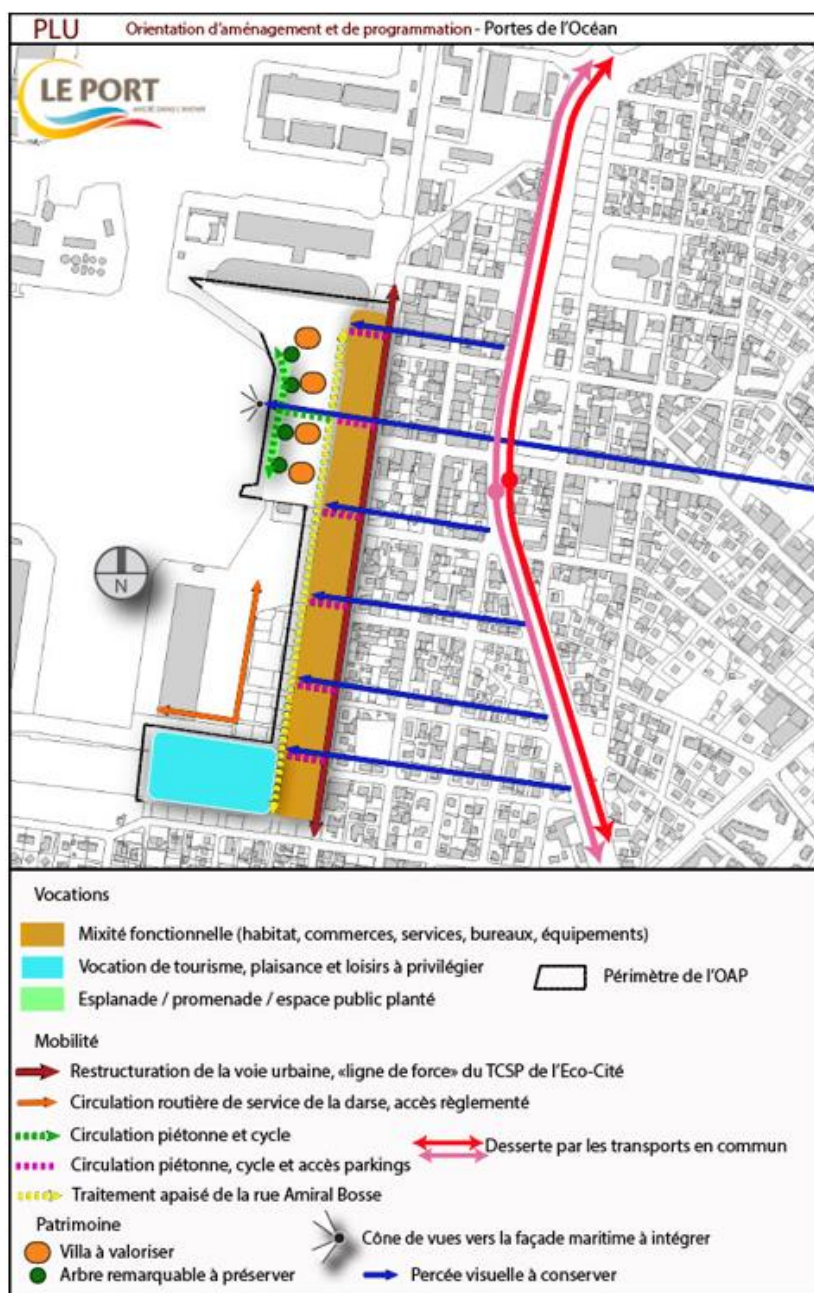 PLU Orientation d'aménagement et de programmation - Portes de l'Océan
LE PORT
N
Vocations
Mixité fonctionnelle (habitat, commerces, services, bureaux, équipements)
Vocation de tourisme, plaisance et loisirs à privilégier
Périmètre de l'OAP
Esplanade / promenade / espace public planté
Mobilité
Restructuration de la voie urbaine, «ligne de force» du TCSP de l'Eco-Cité
Circulation routière de service de la darse, accès règlementé
Circulation piétonne et cycle
Desserte par les transports en commun
Circulation piétonne, cycle et accès parkings
Traitement apaisé de la rue Amiral Bosse
Patrimoine
Cône de vues vers la façade maritime à intégrer
Villa à valoriser
Arbre remarquable à préserver
Percée visuelle à conserver